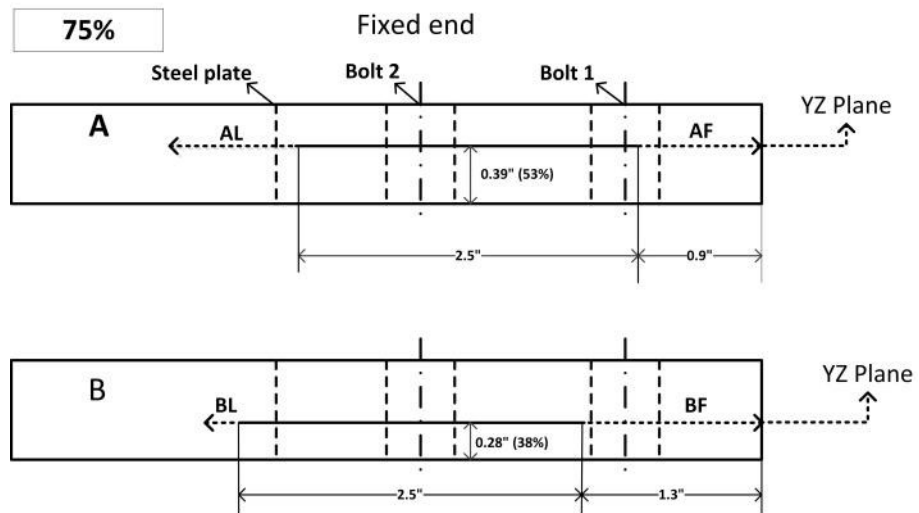 75%
Fixed end
Steel plate
Bolt 2
Bolt 1
YZ Plane
A
AL
AF
0.39" (53%)
2.5"
0.9"
YZ Plane
B
BL
BF
0.28" (38%)
2.5"
1.3"